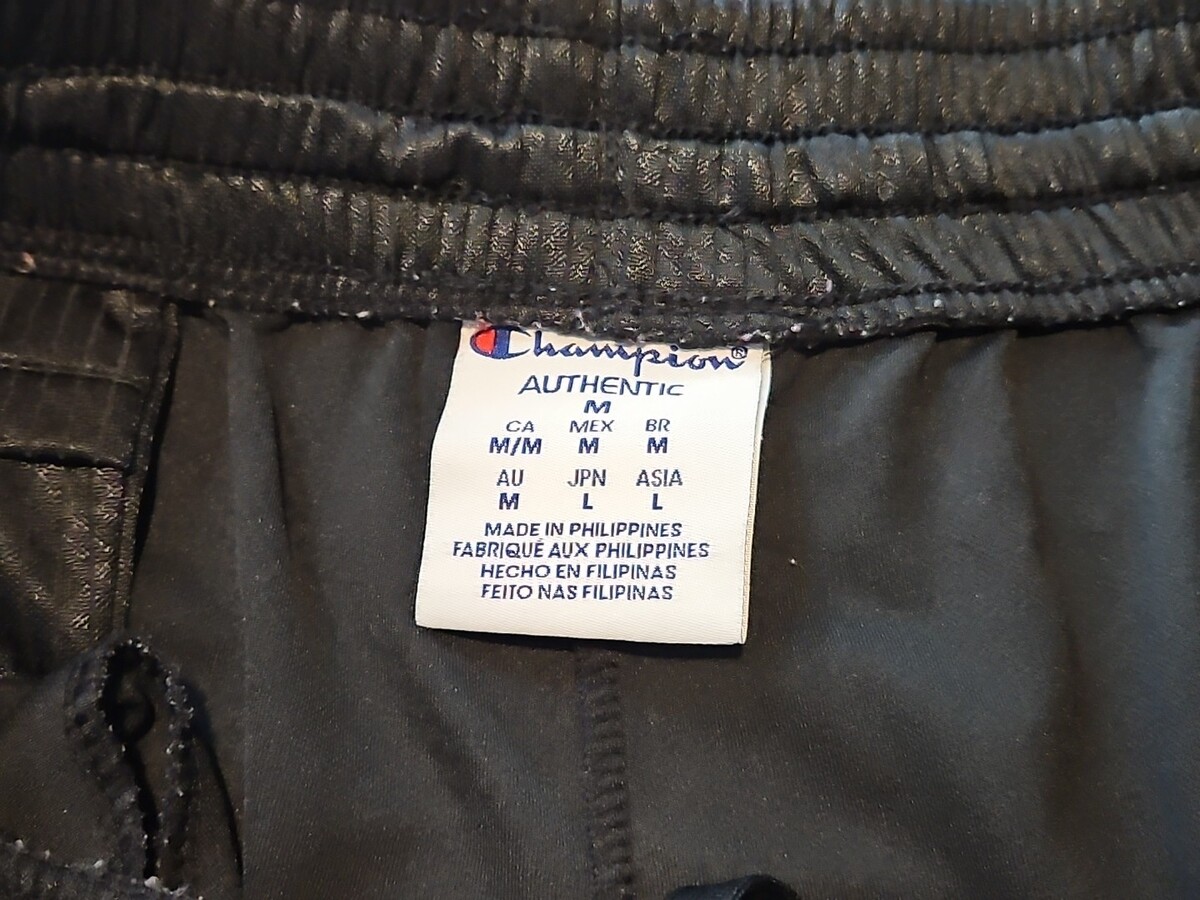 Champion®
AUTHENTIC
M
CA MEX BR
M/M M M
AU JPN ASIA
M L L
MADE IN PHILIPPINES
FABRIQUÉ AUX PHILIPPINES
HECHO EN FILIPINAS
FEITO NAS FILIPINAS